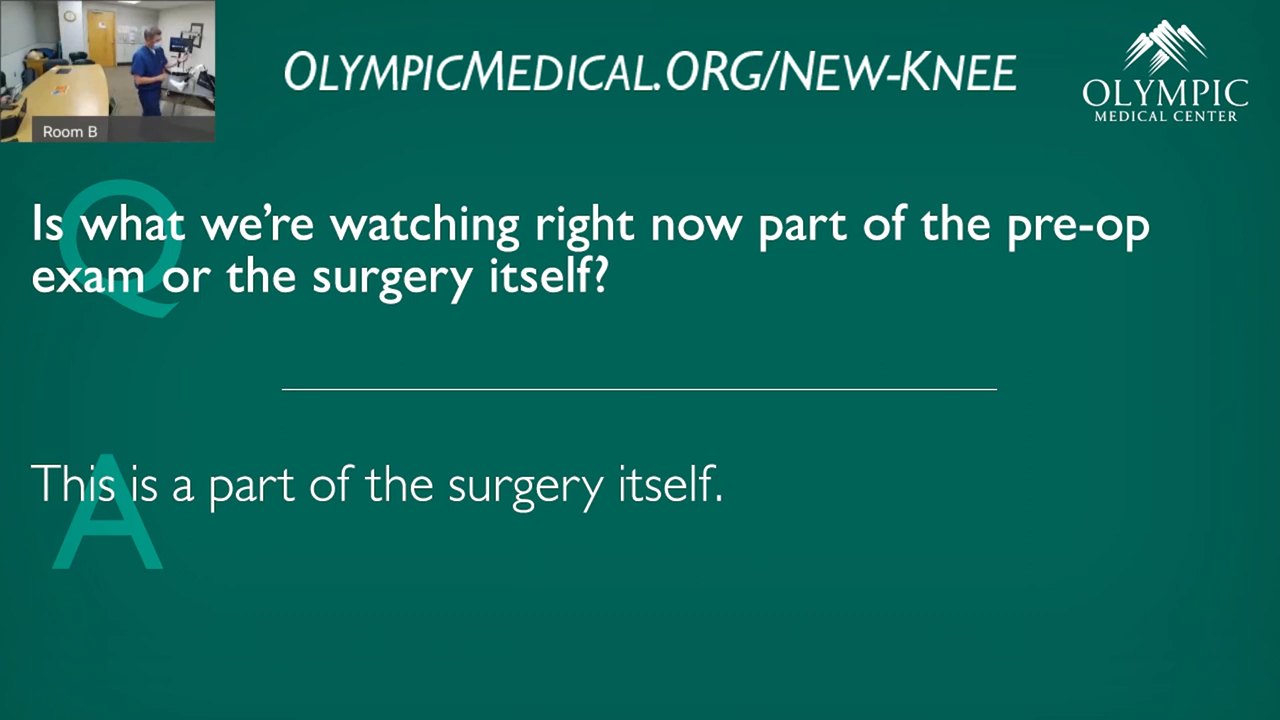 OLYMPICMEDICAL.ORG/NEW-KNEE
OLYMPIC
MEDICAL CENTER
Room B
Q
Is what we're watching right now part of the pre-op
exam or the surgery itself?
A
This is a part of the surgery itself.